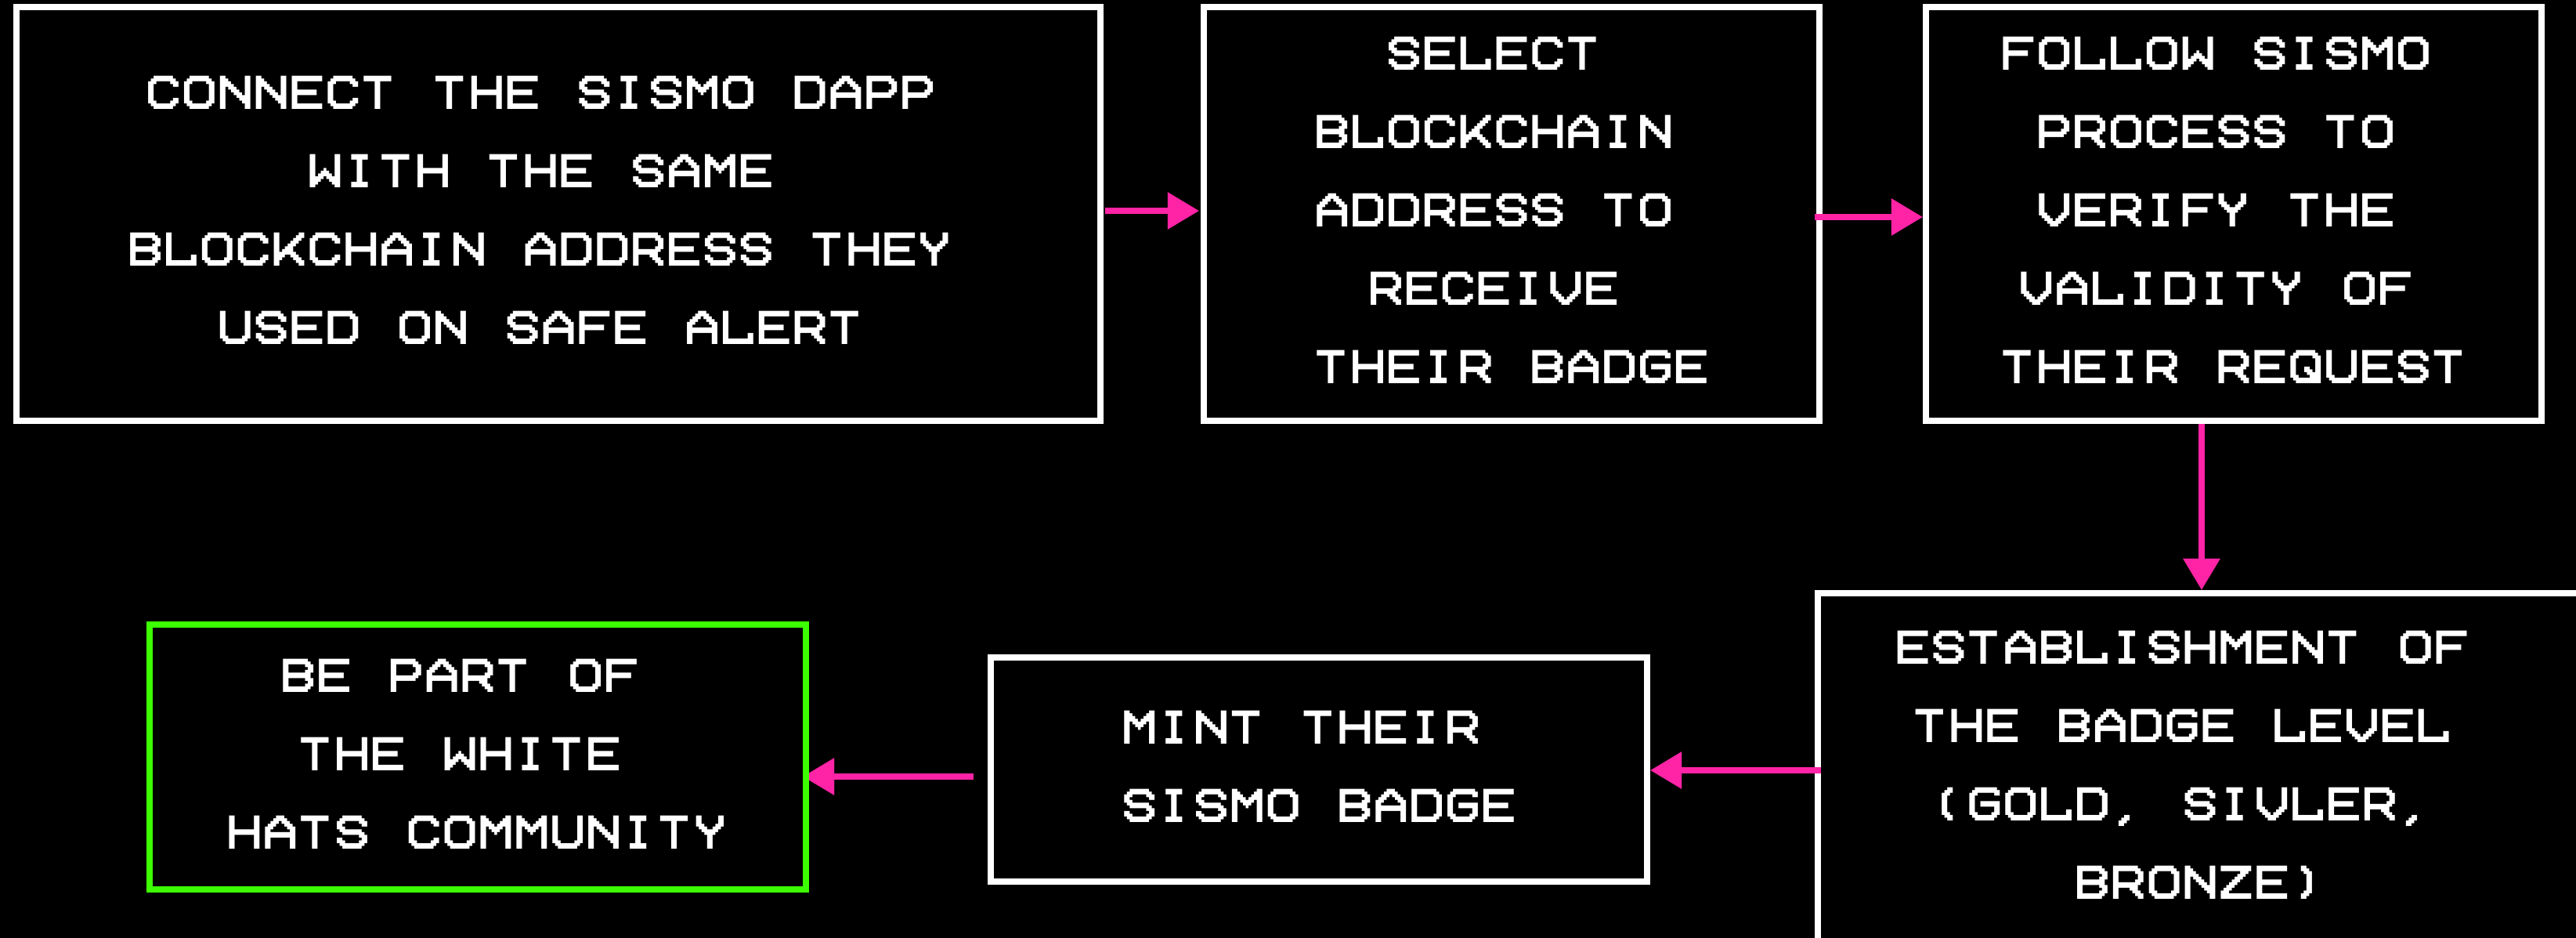 CONNECT THE SISMO DAPP
WITH THE SAME
BLOCKCHAIN ADDRESS THEY
USED ON SAFE ALERT
SELECT
BLOCKCHAIN
ADDRESS TO
RECEIVE
THEIR BADGE
FOLLOW SISMO
PROCESS TO
VERIFY THE
VALIDITY OF
THEIR REQUEST
ESTABLISHMENT OF
THE BADGE LEVEL
(GOLD, SIVLER,
BRONZE)
MINT THEIR
SISMO BADGE
BE PART OF
THE WHITE
HATS COMMUNITY